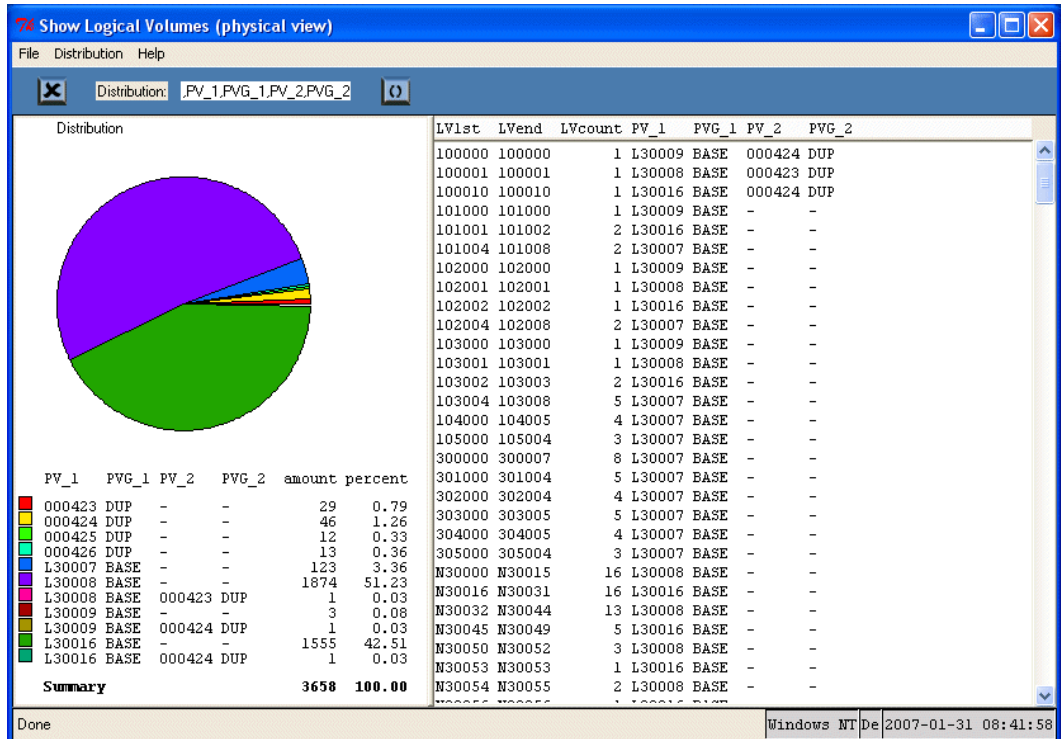 Show Logical Volumes (physical view)
File Distribution Help
Distribution: ,PV_1,PVG_1,PV_2,PVG_2
Distribution
PV_1 PVG_1 PV_2 PVG_2 amount percent
000423 DUP - - 29 0.79
000424 DUP - - 46 1.26
000425 DUP - - 12 0.33
000426 DUP - - 13 0.36
L30007 BASE - - 123 3.36
L30008 BASE - - 1874 51.23
L30008 BASE 000423 DUP 1 0.03
L30009 BASE - - 3 0.08
L30009 BASE 000424 DUP 1 0.03
L30016 BASE - - 1555 42.51
L30016 BASE 000424 DUP 1 0.03
Summary 3658 100.00
LV1st LVend LVcount PV_1 PVG_1 PV_2 PVG_2
100000 100000 1 L30009 BASE 000424 DUP
100001 100001 1 L30008 BASE 000423 DUP
100010 100010 1 L30016 BASE 000424 DUP
101000 101000 1 L30009 BASE - -
101001 101002 2 L30016 BASE - -
101004 101008 2 L30007 BASE - -
102000 102000 1 L30009 BASE - -
102001 102001 1 L30008 BASE - -
102002 102002 1 L30016 BASE - -
102004 102008 2 L30007 BASE - -
103000 103000 1 L30009 BASE - -
103001 103001 1 L30008 BASE - -
103002 103003 2 L30016 BASE - -
103004 103008 5 L30007 BASE - -
104000 104005 4 L30007 BASE - -
105000 105004 3 L30007 BASE - -
300000 300007 8 L30007 BASE - -
301000 301004 5 L30007 BASE - -
302000 302004 4 L30007 BASE - -
303000 303005 5 L30007 BASE - -
304000 304005 4 L30007 BASE - -
305000 305004 3 L30007 BASE - -
N30000 N30015 16 L30008 BASE - -
N30016 N30031 16 L30016 BASE - -
N30032 N30044 13 L30008 BASE - -
N30045 N30049 5 L30016 BASE - -
N30050 N30052 3 L30008 BASE - -
N30053 N30053 1 L30016 BASE - -
N30054 N30055 2 L30008 BASE - -
Done
Windows NT De 2007-01-31 08:41:58